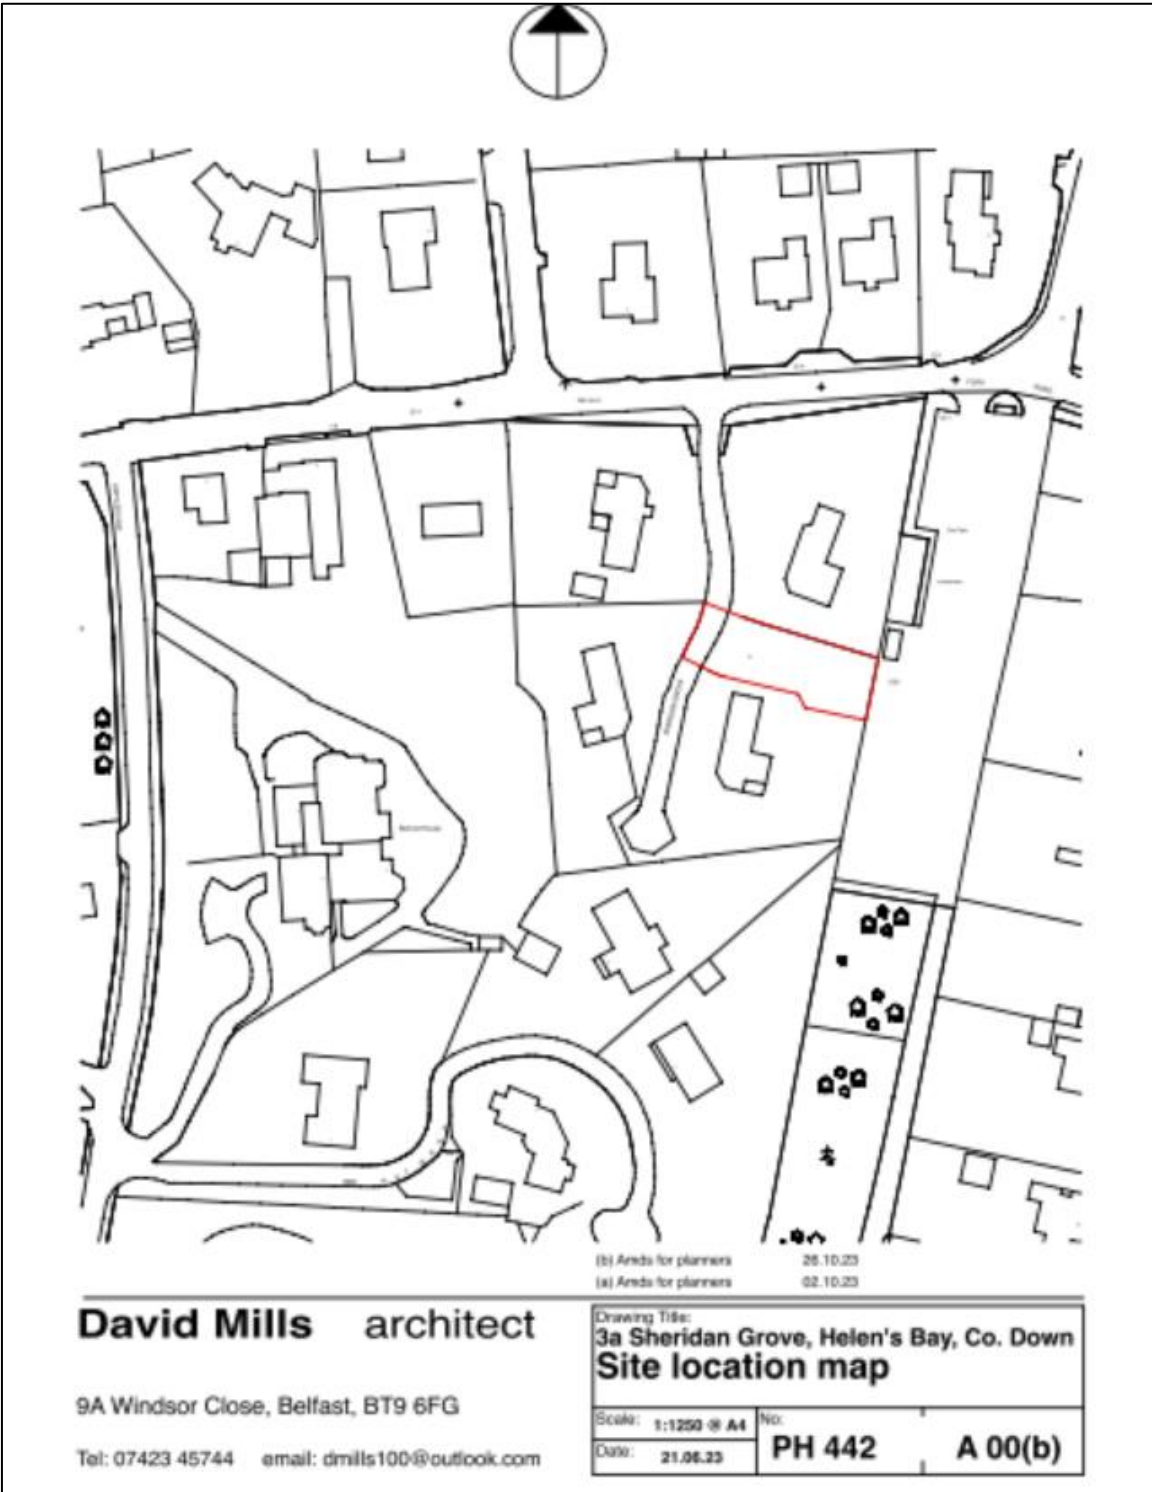 (b) Amds for planners 26.10.23
(a) Amds for planners 02.10.23
David Mills architect
9A Windsor Close, Belfast, BT9 6FG
Tel: 07423 45744 email: dmills100@outlook.com
Drawing Title:
3a Sheridan Grove, Helen's Bay, Co. Down
Site location map
Scale: 1:1250 @ A4
Date: 21.06.23
No:
PH 442 A 00(b)